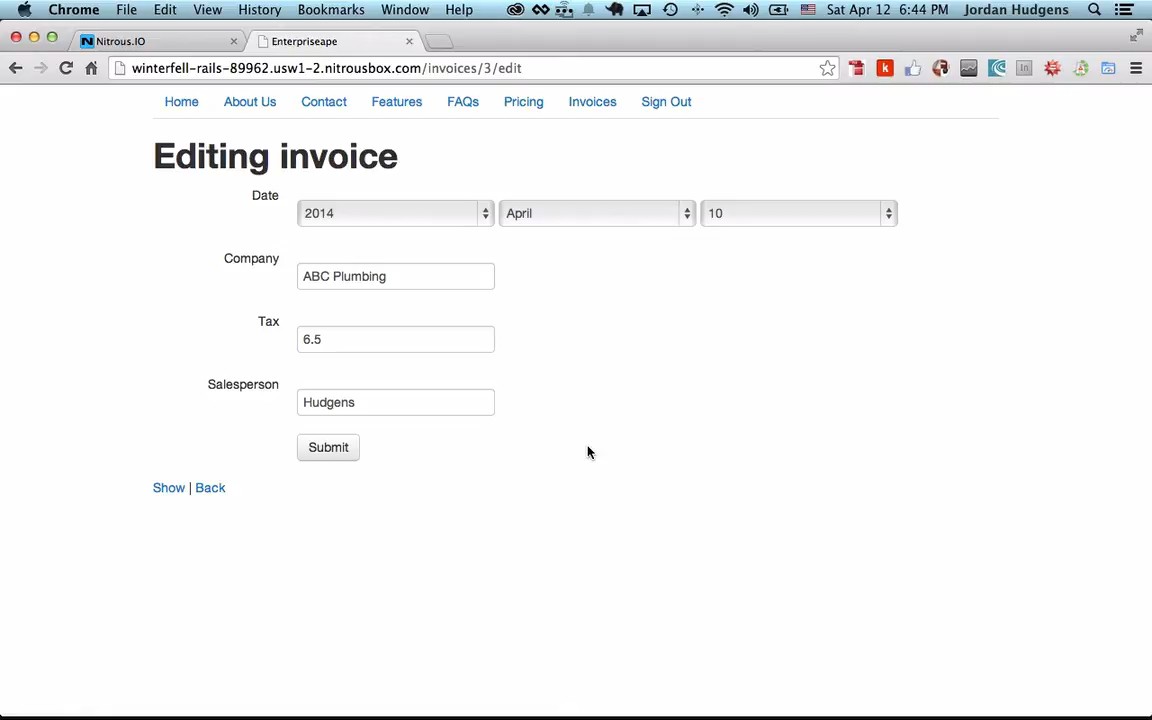 Chrome File Edit View History Bookmarks Window Help Sat Apr 12 6:44 PM Jordan Hudgens
Nitrous.IO Enterpriseape
winterfell-rails-89962.usw1-2.nitrousbox.com/invoices/3/edit
Home About Us Contact Features FAQs Pricing Invoices Sign Out
Editing invoice
Date
2014 April 10
Company
ABC Plumbing
Tax
6.5
Salesperson
Hudgens
Submit
Show | Back